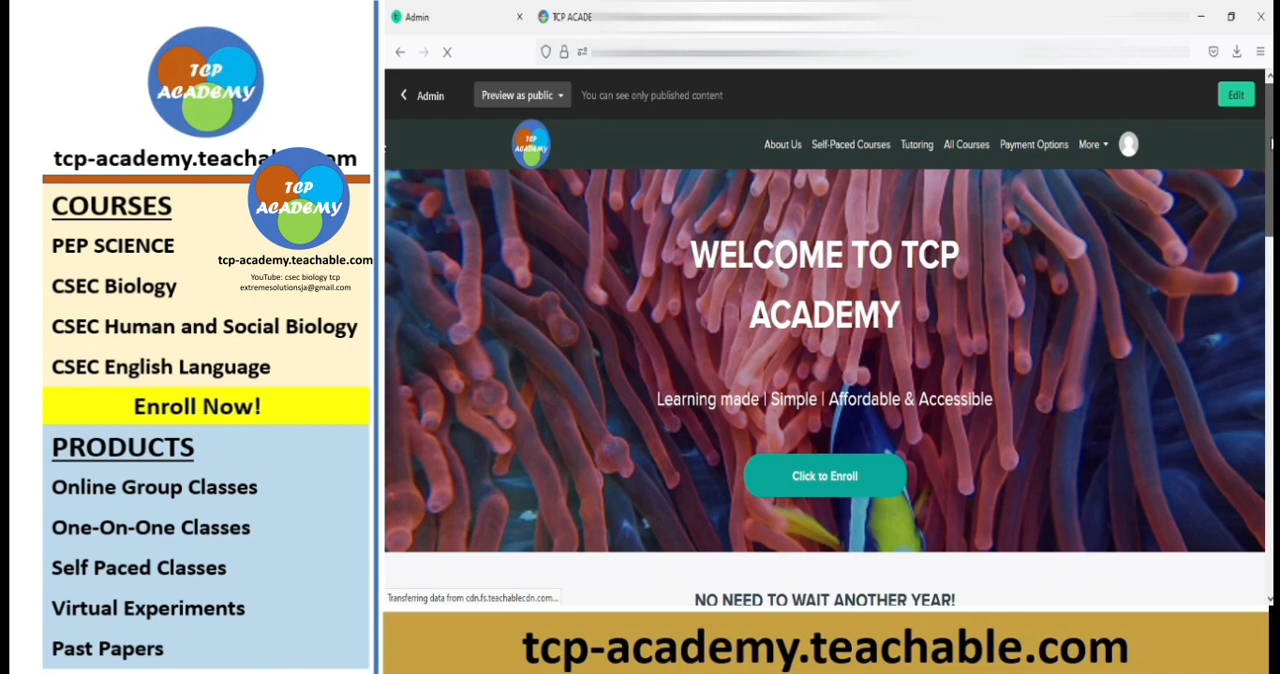 TCP
ACADEMY
tcp-academy.teacha om
TCP
ACADEMY
tcp-academy.teachable.com
YouTube: csec biology tcp
extremesolutionsja@gmail.com
COURSES
PEP SCIENCE
CSEC Biology
CSEC Human and Social Biology
CSEC English Language
Enroll Now!
PRODUCTS
Online Group Classes
One-On-One Classes
Self Paced Classes
Virtual Experiments
Past Papers
Admin
TCP ACADE
Admin
Preview as public
You can see only published content
Edit
TCP
ACADEMY
About Us Self-Paced Courses Tutoring All Courses Payment Options More
WELCOME TO TCP
ACADEMY
Learning made | Simple | Affordable & Accessible
Click to Enroll
Transferring data from cdn.fs.teachablecdn.com...
NO NEED TO WAIT ANOTHER YEAR!
tcp-academy.teachable.com